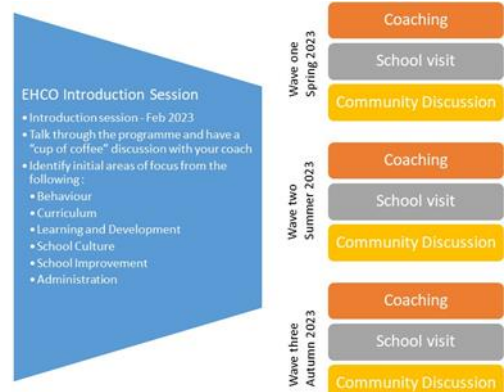 EHCO Introduction Session
• Introduction session - Feb 2023
• Talk through the programme and have a
"cup of coffee" discussion with your coach
• Identify initial areas of focus from the
following:
• Behaviour
• Curriculum
• Learning and Development
• School Culture
• School Improvement
• Administration
Wave one
Spring 2023
Coaching
School visit
Community Discussion
Wave two
Summer 2023
Coaching
School visit
Community Discussion
Wave three
Autumn 2023
Coaching
School visit
Community Discussion